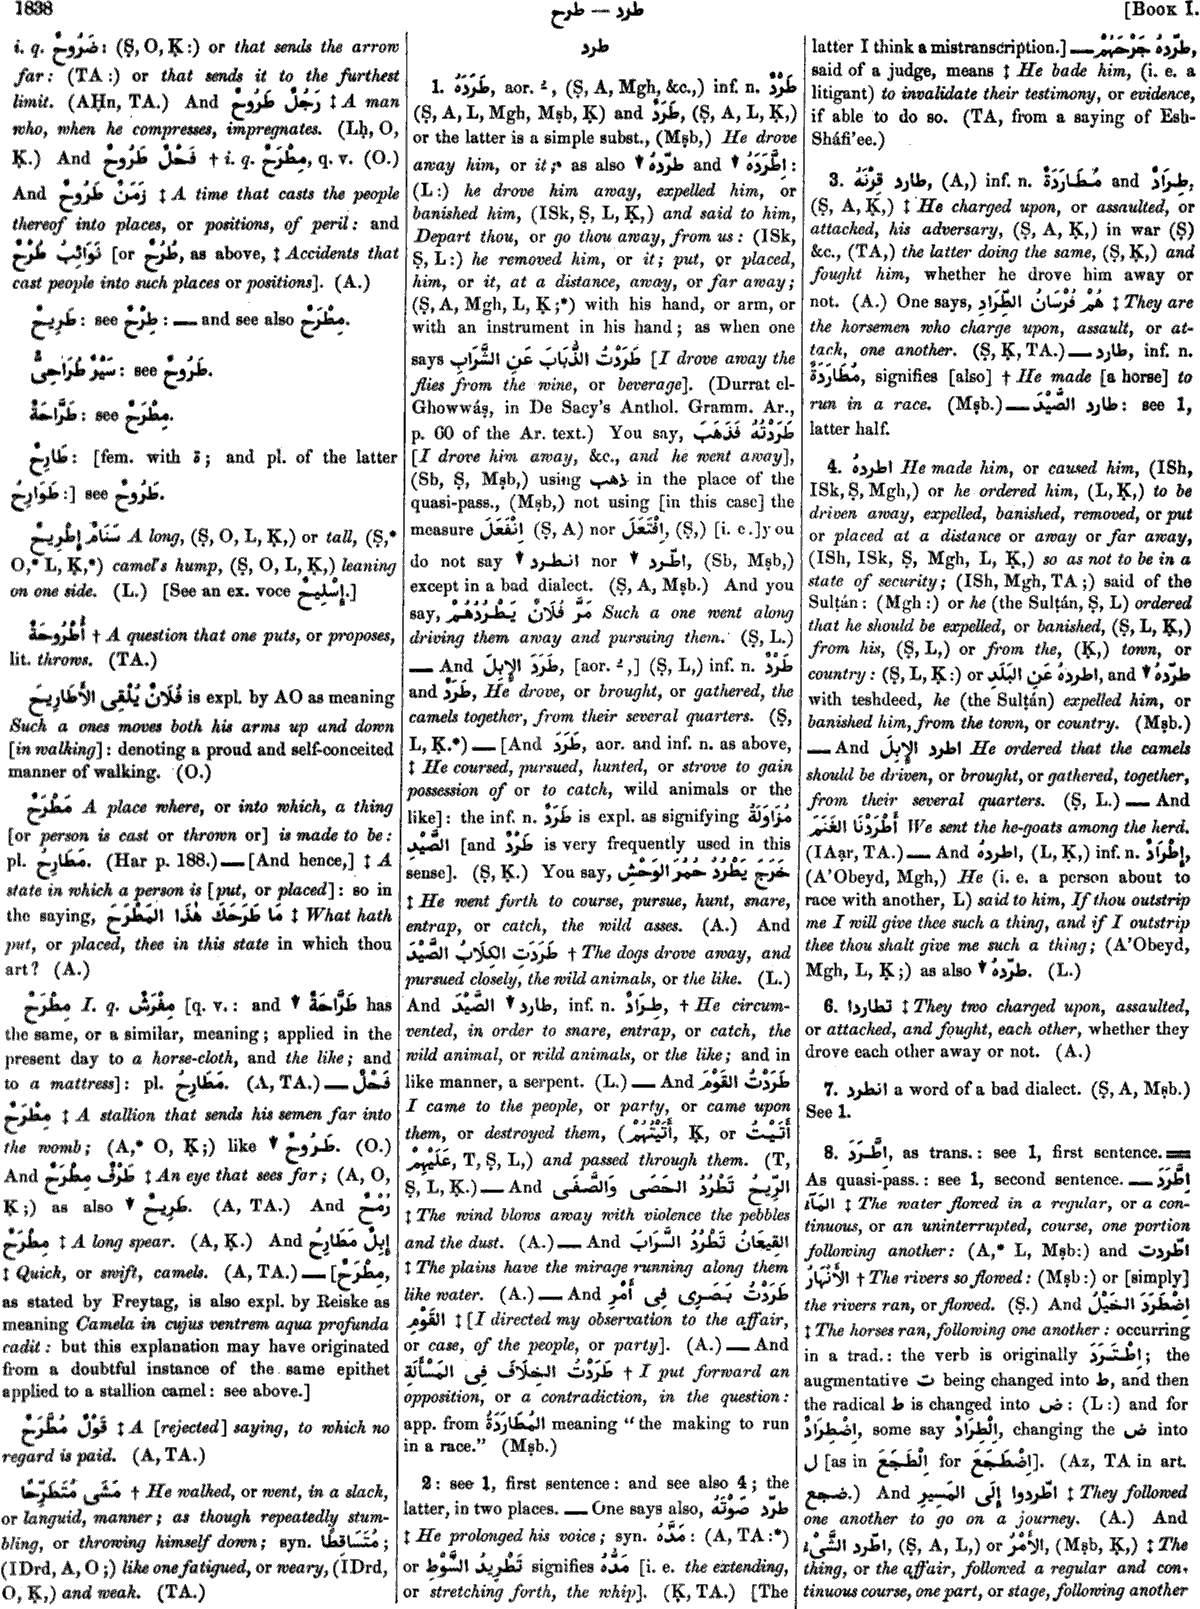 1838
طرد — طرح
[Book I.
i. q. ضَرُوحٌ: (Ṣ, O, Ḳ:) or that sends the arrow
far: (TA:) or that sends it to the furthest
limit. (AḤn, TA.) And رَجُلٌ طَرُوحٌ ‡ A man
who, when he compresses, impregnates. (Lḥ, O,
Ḳ.) And فَحْلٌ طَرُوحٌ † i. q. مِطْرَحٌ, q. v. (O.)
And زَمَنٌ طَرُوحٌ ‡ A time that casts the people
thereof into places, or positions, of peril: and
نَوَائِبُ طُرُحٌ [or طُرُحٌ, as above, ‡ Accidents that
cast people into such places or positions]. (A.)
طَرِيحٌ: see طِرْحٌ: — and see also مِطْرَحٌ.
سَيْرٌ طُرَاحِىٌّ: see طَرُوحٌ.
طَرَّاحَةٌ: see مِطْرَحٌ.
طَارِحٌ: [fem. with ة; and pl. of the latter
طَوَارِحُ:] see طَرُوحٌ.
سَنَامٌ إِطْرِيحٌ A long, (Ṣ, O, L, Ḳ,) or tall, (Ṣ,*
O,* L, Ḳ,*) camel's hump, (Ṣ, O, L, Ḳ,) leaning
on one side. (L.) [See an ex. voce إِسْلِيحٌ.]
أُطْرُوحَةٌ † A question that one puts, or proposes,
lit. throws. (TA.)
فُلَانٌ يُلْقِى الأَطَارِيحَ is expl. by AO as meaning
Such a ones moves both his arms up and down
[in walking]: denoting a proud and self-conceited
manner of walking. (O.)
مَطْرَحٌ A place where, or into which, a thing
[or person is cast or thrown or] is made to be:
pl. مَطَارِحُ. (Har p. 188.) — [And hence,] ‡ A
state in which a person is [put, or placed]: so in
the saying, مَا طَرَحَكَ هٰذَا المَطْرَحَ ‡ What hath
put, or placed, thee in this state in which thou
art? (A.)
مِطْرَحٌ I. q. مِفْرَشٌ [q. v.: and ▾ طَرَّاحَةٌ has
the same, or a similar, meaning; applied in the
present day to a horse-cloth, and the like; and
to a mattress]: pl. مَطَارِحُ. (A, TA.) — فَحْلٌ
مِطْرَحٌ ‡ A stallion that sends his semen far into
the womb; (A,* O, Ḳ;) like ▾ طَرُوحٌ. (O.)
And طَرْفٌ مِطْرَحٌ ‡ An eye that sees far; (A, O,
Ḳ;) as also ▾ طَرِيحٌ. (A, TA.) And رُمْحٌ
مِطْرَحٌ ‡ A long spear. (A, Ḳ.) And إِبِلٌ مَطَارِحُ
‡ Quick, or swift, camels. (A, TA.) — [مِطْرَحٌ,
as stated by Freytag, is also expl. by Reiske as
meaning Camela in cujus ventrem aqua profunda
cadit: but this explanation may have originated
from a doubtful instance of the same epithet
applied to a stallion camel: see above.]
قَوْلٌ مُطَّرَحٌ ‡ A [rejected] saying, to which no
regard is paid. (A, TA.)
مَشَى مُتَطَرِّحًا † He walked, or went, in a slack,
or languid, manner; as though repeatedly stum-
bling, or throwing himself down; syn. مُتَسَاقِطًا;
(IDrd, A, O;) like one fatigued, or weary, (IDrd,
O, Ḳ,) and weak. (TA.)
طرد
1. طَرَدَهُ, aor. ـُ, (Ṣ, A, Mgh, &c.,) inf. n. طَرْدٌ
(Ṣ, A, L, Mgh, Mṣb, Ḳ) and طَرَدٌ, (Ṣ, A, L, Ḳ,)
or the latter is a simple subst., (Mṣb,) He drove
away him, or it;* as also ▾ طرّدهُ and ▾ اِطَّرَدَهُ:
(L:) he drove him away, expelled him, or
banished him, (ISk, Ṣ, L, Ḳ,) and said to him,
Depart thou, or go thou away, from us: (ISk,
Ṣ, L:) he removed him, or it; put, or placed,
him, or it, at a distance, away, or far away;
(Ṣ, A, Mgh, L, Ḳ;*) with his hand, or arm, or
with an instrument in his hand; as when one
says طَرَدْتُ الذُّبَابَ عَنِ الشَّرَابِ [I drove away the
flies from the wine, or beverage]. (Durrat el-
Ghowwáṣ, in De Sacy's Anthol. Gramm. Ar.,
p. 60 of the Ar. text.) You say, طَرَدْتُهُ فَذَهَبَ
[I drove him away, &c., and he went away],
(Sb, Ṣ, Mṣb,) using ذهب in the place of the
quasi-pass., (Mṣb,) not using [in this case] the
measure اِنْفَعَلَ (Ṣ, A) nor اِفْتَعَلَ, (Ṣ,) [i. e.] you
do not say ▾ انطرد nor ▾ اطّرد, (Sb, Mṣb,)
except in a bad dialect. (Ṣ, A, Mṣb.) And you
say, مَرَّ فُلَانٌ يَطْرُدُهُمْ Such a one went along
driving them away and pursuing them. (Ṣ, L.)
— And طَرَدَ الإِبِلَ, [aor. ـُ,] (Ṣ, L,) inf. n. طَرْدٌ
and طَرَدٌ, He drove, or brought, or gathered, the
camels together, from their several quarters. (Ṣ,
L, Ḳ.*) — [And طَرَدَ, aor. and inf. n. as above,
‡ He coursed, pursued, hunted, or strove to gain
possession of or to catch, wild animals or the
like]: the inf. n. طَرَدٌ is expl. as signifying مُزَاوَلَةُ
الصَّيْدِ [and طَرْدٌ is very frequently used in this
sense]. (Ṣ, Ḳ.) You say, خَرَجَ يَطْرُدُ حُمُرَ الوَحْشِ
‡ He went forth to course, pursue, hunt, snare,
entrap, or catch, the wild asses. (A.) And
طَرَدَتِ الكِلَابُ الصَّيْدَ † The dogs drove away, and
pursued closely, the wild animals, or the like. (L.)
And طارد ▾ الصَّيْدَ, inf. n. طِرَادٌ, † He circum-
vented, in order to snare, entrap, or catch, the
wild animal, or wild animals, or the like; and in
like manner, a serpent. (L.) — And طَرَدْتُ القَوْمَ
I came to the people, or party, or came upon
them, or destroyed them, (أَتَيْتُهُمْ, Ḳ, or أَتَيْتُ
عَلَيْهِمْ, T, Ṣ, L,) and passed through them. (T,
Ṣ, L, Ḳ.) — And الرِّيحُ تَطْرُدُ الحَصَى وَالصَّفَى
‡ The wind blows away with violence the pebbles
and the dust. (A.) — And القِيعَانُ تَطْرُدُ السَّرَابَ
‡ The plains have the mirage running along them
like water. (A.) — And طَرَدْتُ بَصَرِى فِى أَمْرِ
القَوْمِ ‡ [I directed my observation to the affair,
or case, of the people, or party]. (A.) — And
طَرَدْتُ الخِلَافَ فِى المَسْأَلَةِ † I put forward an
opposition, or a contradiction, in the question:
app. from المُطَارَدَةُ meaning "the making to run
in a race." (Mṣb.)
2: see 1, first sentence: and see also 4; the
latter, in two places. — One says also, طرّد صَوْتَهُ
‡ He prolonged his voice; syn. مَدَّهُ: (A, TA:*)
or تَطْرِيدُ السَّوْطِ signifies مَدُّهُ [i. e. the extending,
or stretching forth, the whip]. (Ḳ, TA.) [The
latter I think a mistranscription.] — طرّدهُ جَرْحَهُمْ,
said of a judge, means ‡ He bade him, (i. e. a
litigant) to invalidate their testimony, or evidence,
if able to do so. (TA, from a saying of Esh-
Sháfi'ee.)
3. طارد قِرْنَهُ, (A,) inf. n. مُطَارَدَةٌ and طِرَادٌ,
(Ṣ, A, Ḳ,) ‡ He charged upon, or assaulted, or
attached, his adversary, (Ṣ, A, Ḳ,) in war (Ṣ)
&c., (TA,) the latter doing the same, (Ṣ, Ḳ,) and
fought him, whether he drove him away or
not. (A.) One says, هُمْ فُرْسَانُ الطِّرَادِ ‡ They are
the horsemen who charge upon, assault, or at-
tach, one another. (Ṣ, Ḳ, TA.) — طارد, inf. n.
مُطَارَدَةٌ, signifies [also] † He made [a horse] to
run in a race. (Mṣb.) — طارد الصَّيْدَ: see 1,
latter half.
4. اطردهُ He made him, or caused him, (ISh,
ISk, Ṣ, Mgh,) or he ordered him, (L, Ḳ,) to be
driven away, expelled, banished, removed, or put
or placed at a distance or away or far away,
(ISh, ISk, Ṣ, Mgh, L, Ḳ,) so as not to be in a
state of security; (ISh, Mgh, TA;) said of the
Sulṭán: (Mgh:) or he (the Sulṭán, Ṣ, L) ordered
that he should be expelled, or banished, (Ṣ, L, Ḳ,)
from his, (Ṣ, L,) or from the, (Ḳ,) town, or
country: (Ṣ, L, Ḳ:) or اطردهُ عَنِ البَلَدِ, and ▾ طرّدهُ
with teshdeed, he (the Sulṭán) expelled him, or
banished him, from the town, or country. (Mṣb.)
— And اطرد الإِبِلَ He ordered that the camels
should be driven, or brought, or gathered, together,
from their several quarters. (Ṣ, L.) — And
أَطْرَدْنَا الغَنَمَ We sent the he-goats among the herd.
(IAạr, TA.) — And اطردهُ, (L, Ḳ,) inf. n. إِطْرَادٌ,
(A'Obeyd, Mgh,) He (i. e. a person about to
race with another, L) said to him, If thou outstrip
me I will give thee such a thing, and if I outstrip
thee thou shalt give me such a thing; (A'Obeyd,
Mgh, L, Ḳ;) as also ▾ طرّدهُ. (L.)
6. تطاردا ‡ They two charged upon, assaulted,
or attacked, and fought, each other, whether they
drove each other away or not. (A.)
7. انطرد a word of a bad dialect. (Ṣ, A, Mṣb.)
See 1.
8. اِطَّرَدَ, as trans.: see 1, first sentence. ═
As quasi-pass.: see 1, second sentence. — اِطَّرَدَ
المَآءُ ‡ The water flowed in a regular, or a con-
tinuous, or an uninterrupted, course, one portion
following another: (A,* L, Mṣb:) and اطّردت
الأَنْهَارُ † The rivers so flowed: (Mṣb:) or [simply]
the rivers ran, or flowed. (Ṣ.) And اِضْطَرَدَ الخَيْلُ
‡ The horses ran, following one another: occurring
in a trad.: the verb is originally اِطْتَرَدَ; the
augmentative ت being changed into ط, and then
the radical ط is changed into ض: (L:) and for
اِضْطِرَادٌ, some say اِلْطِرَادٌ, changing the ض into
ل [as in اِلْطَجَعَ for اِضْطَجَعَ]. (Az, TA in art.
ضجع.) And اطّردوا إِلَى المَسِيرِ ‡ They followed
one another to go on a journey. (A.) And
اطّرد الشَّىْءُ, (Ṣ, A, L,) or الأَمْرُ, (Mṣb, Ḳ,) ‡ The
thing, or the affair, followed a regular and con-
tinuous course, one part, or stage, following another